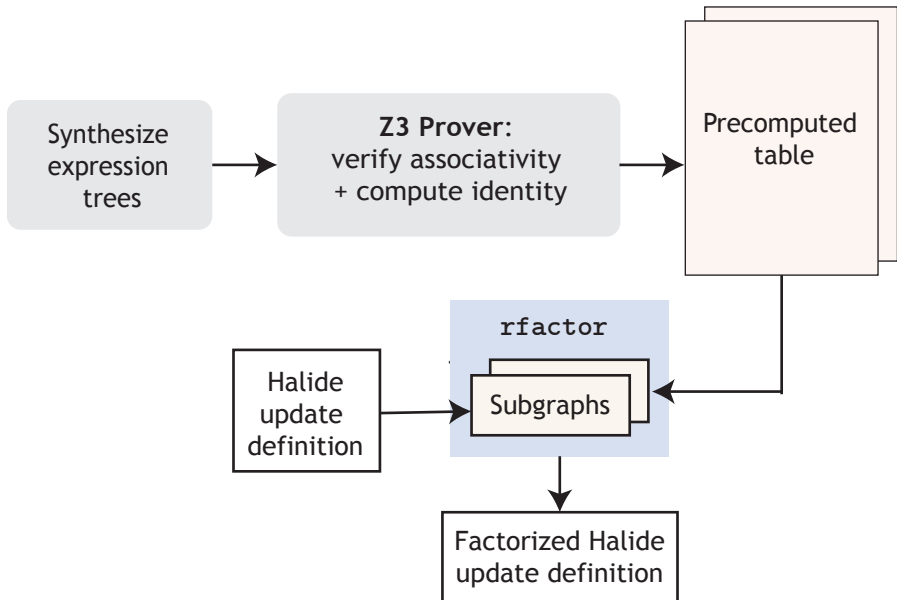 Synthesize
expression
trees
Z3 Prover:
verify associativity
+ compute identity
Precomputed
table
rfactor
Subgraphs
Halide
update
definition
Factorized Halide
update definition